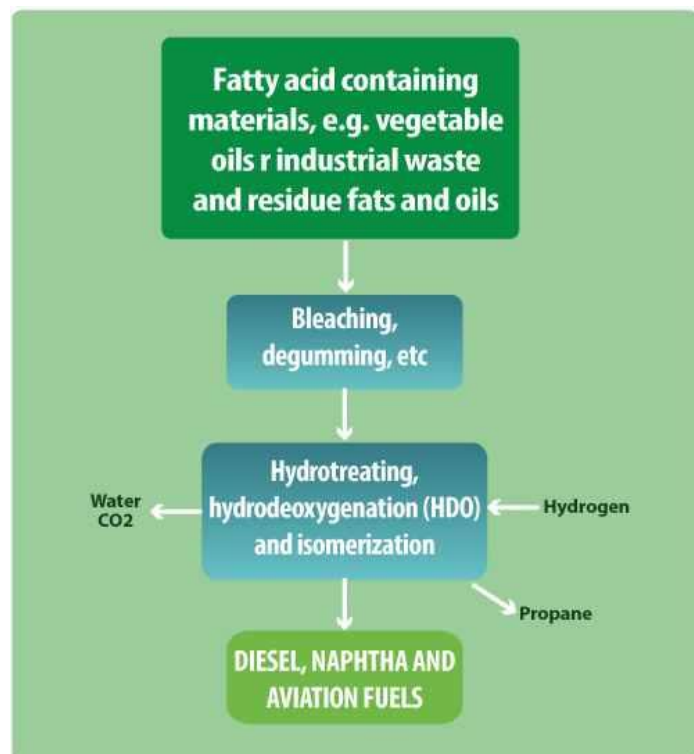 Fatty acid containing
materials, e.g. vegetable
oils r industrial waste
and residue fats and oils
Bleaching,
degumming, etc
Hydrotreating,
hydrodeoxygenation (HDO)
and isomerization
Water
CO2
Hydrogen
Propane
DIESEL, NAPHTHA AND
AVIATION FUELS